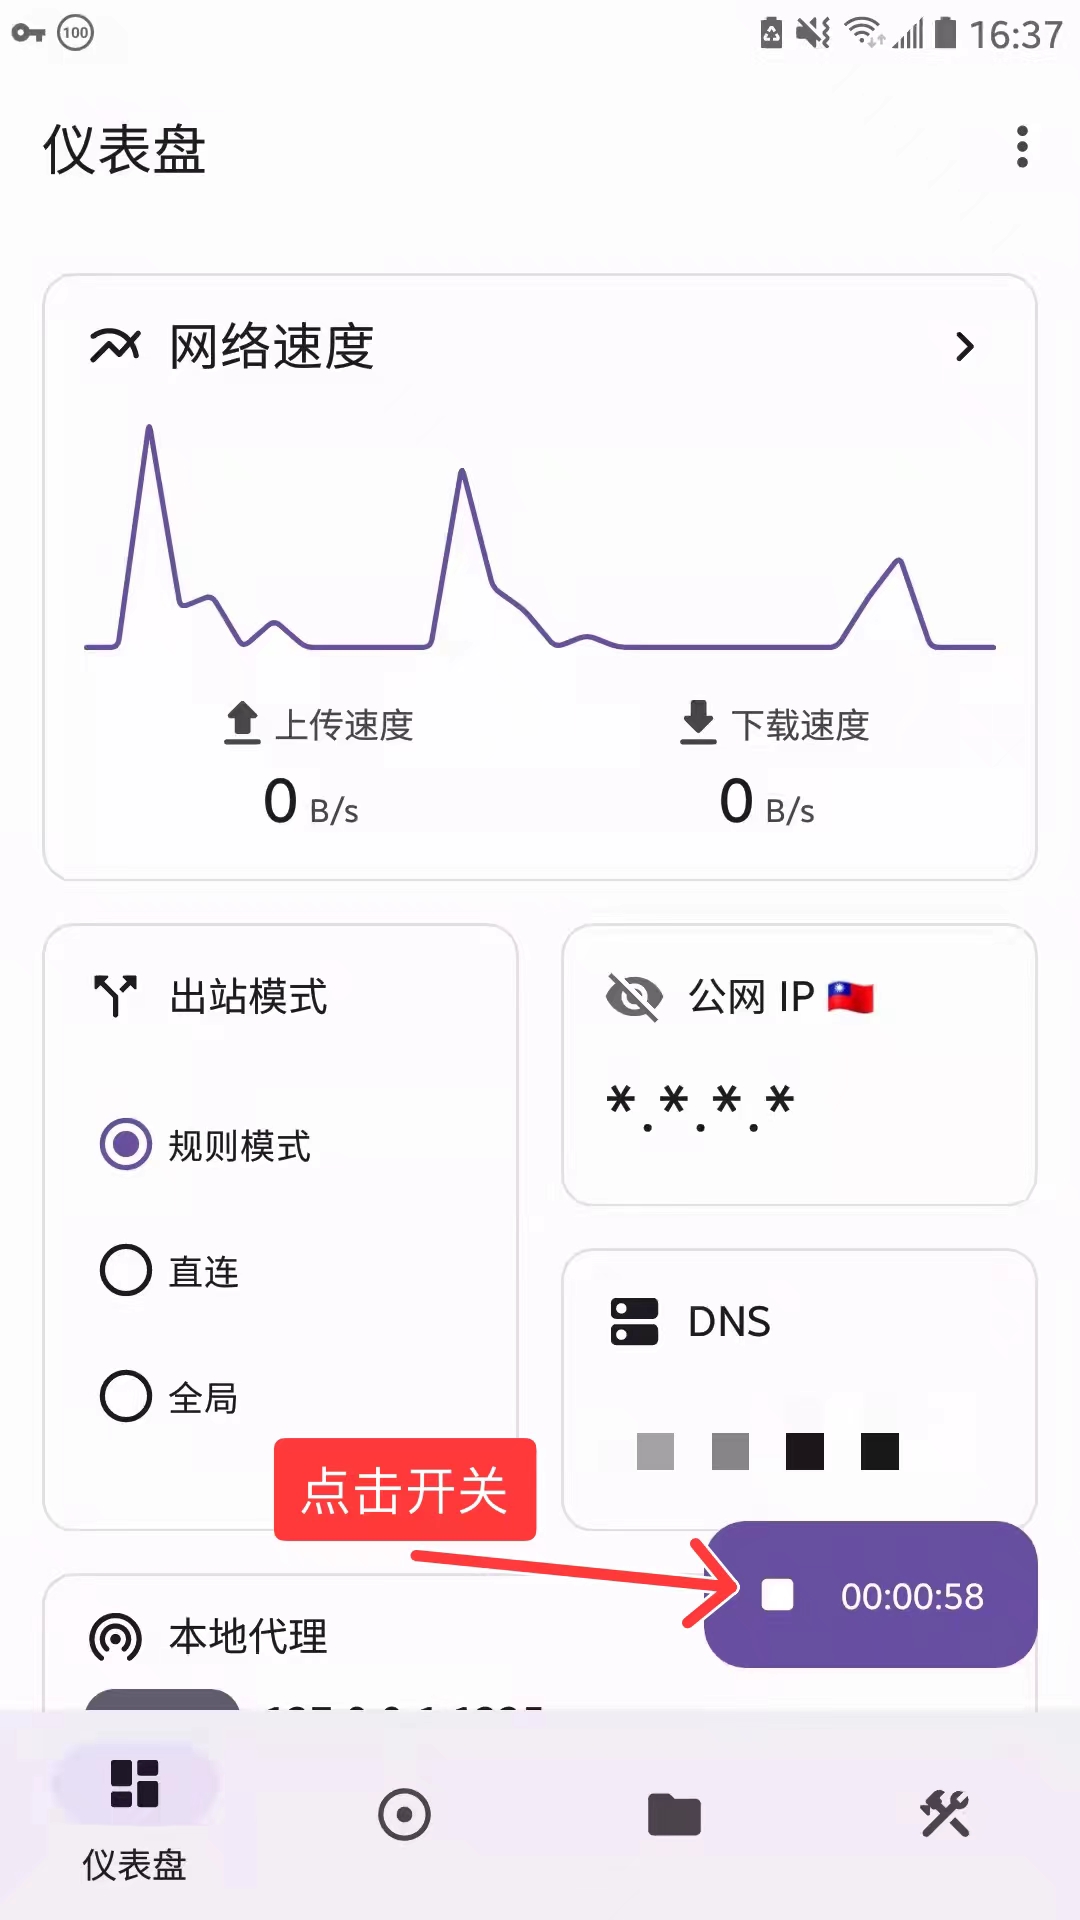 100
16:37
仪表盘
网络速度
上传速度
下载速度
0 B/s
0 B/s
出站模式
公网 IP
*.*.*.*
规则模式
直连
全局
DNS
点击开关
00:00:58
本地代理
仪表盘